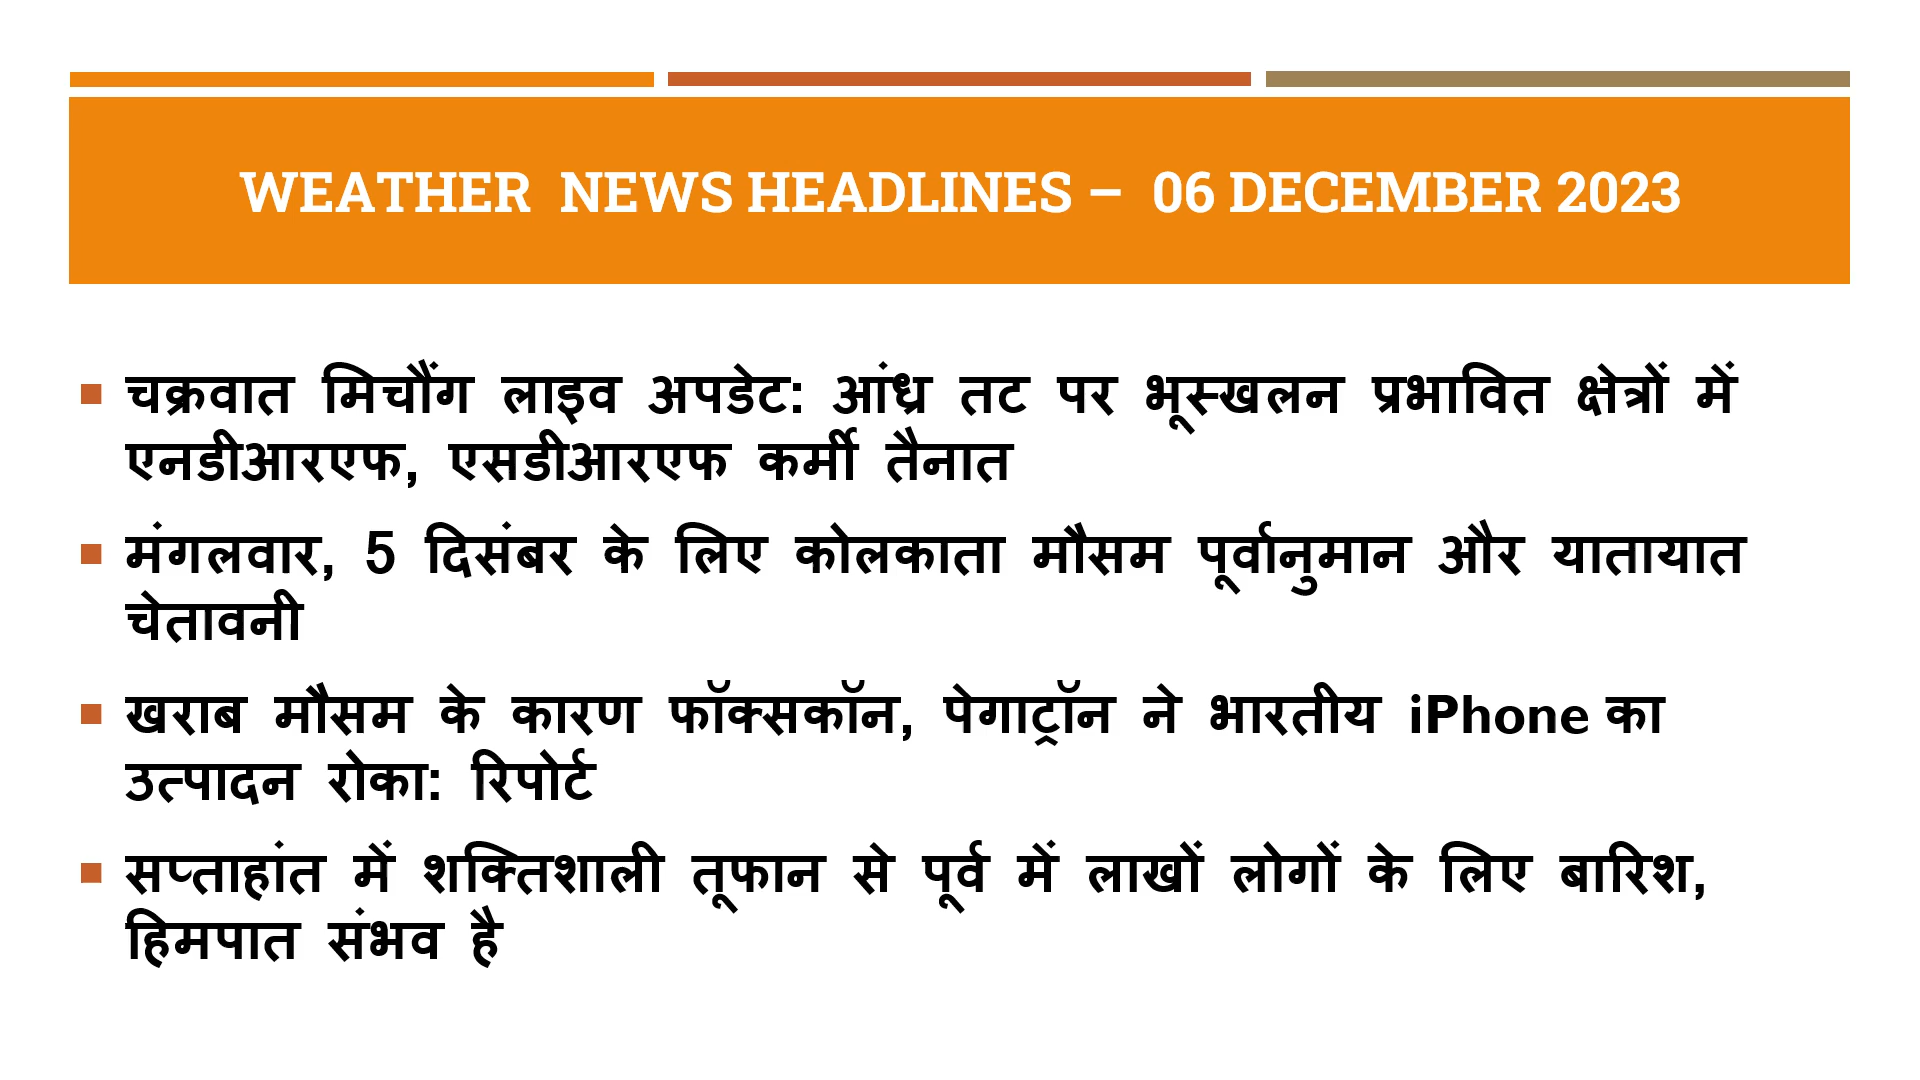 WEATHER NEWS HEADLINES – 06 DECEMBER 2023
चक्रवात मिचौंग लाइव अपडेट: आंध्र तट पर भूस्खलन प्रभावित क्षेत्रों में
एनडीआरएफ, एसडीआरएफ कर्मी तैनात
मंगलवार, 5 दिसंबर के लिए कोलकाता मौसम पूर्वानुमान और यातायात
चेतावनी
खराब मौसम के कारण फॉक्सकॉन, पेगाट्रॉन ने भारतीय iPhone का
उत्पादन रोका: रिपोर्ट
सप्ताहांत में शक्तिशाली तूफान से पूर्व में लाखों लोगों के लिए बारिश,
हिमपात संभव है